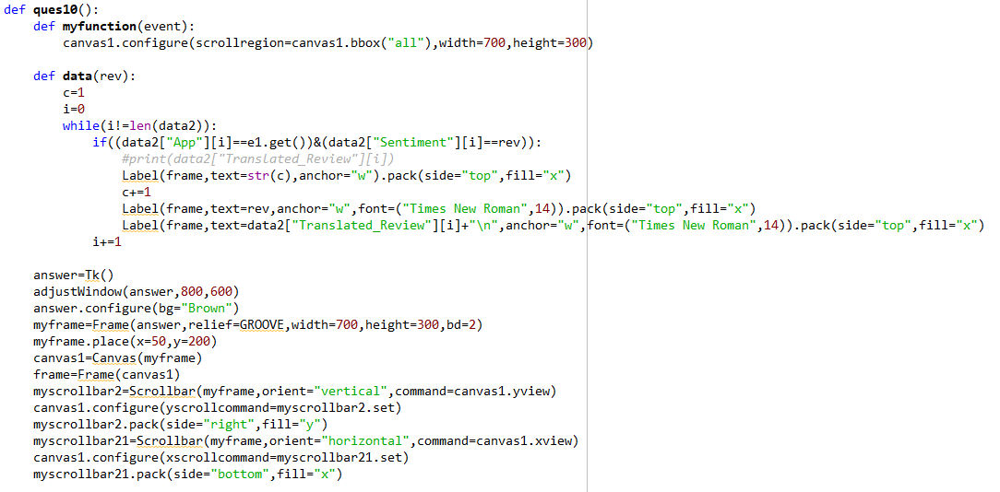 def ques10():
    def myfunction(event):
        canvas1.configure(scrollregion=canvas1.bbox("all"),width=700,height=300)

    def data(rev):
        c=1
        i=0
        while(i!=len(data2)):
            if((data2["App"][i]==e1.get())&(data2["Sentiment"][i]==rev)):
                #print(data2["Translated_Review"][i])
                Label(frame,text=str(c),anchor="w").pack(side="top",fill="x")
                c+=1
                Label(frame,text=rev,anchor="w",font=("Times New Roman",14)).pack(side="top",fill="x")
                Label(frame,text=data2["Translated_Review"][i]+"\n",anchor="w",font=("Times New Roman",14)).pack(side="top",fill="x")
            i+=1

    answer=Tk()
    adjustWindow(answer,800,600)
    answer.configure(bg="Brown")
    myframe=Frame(answer,relief=GROOVE,width=700,height=300,bd=2)
    myframe.place(x=50,y=200)
    canvas1=Canvas(myframe)
    frame=Frame(canvas1)
    myscrollbar2=Scrollbar(myframe,orient="vertical",command=canvas1.yview)
    canvas1.configure(yscrollcommand=myscrollbar2.set)
    myscrollbar2.pack(side="right",fill="y")
    myscrollbar21=Scrollbar(myframe,orient="horizontal",command=canvas1.xview)
    canvas1.configure(xscrollcommand=myscrollbar21.set)
    myscrollbar21.pack(side="bottom",fill="x")